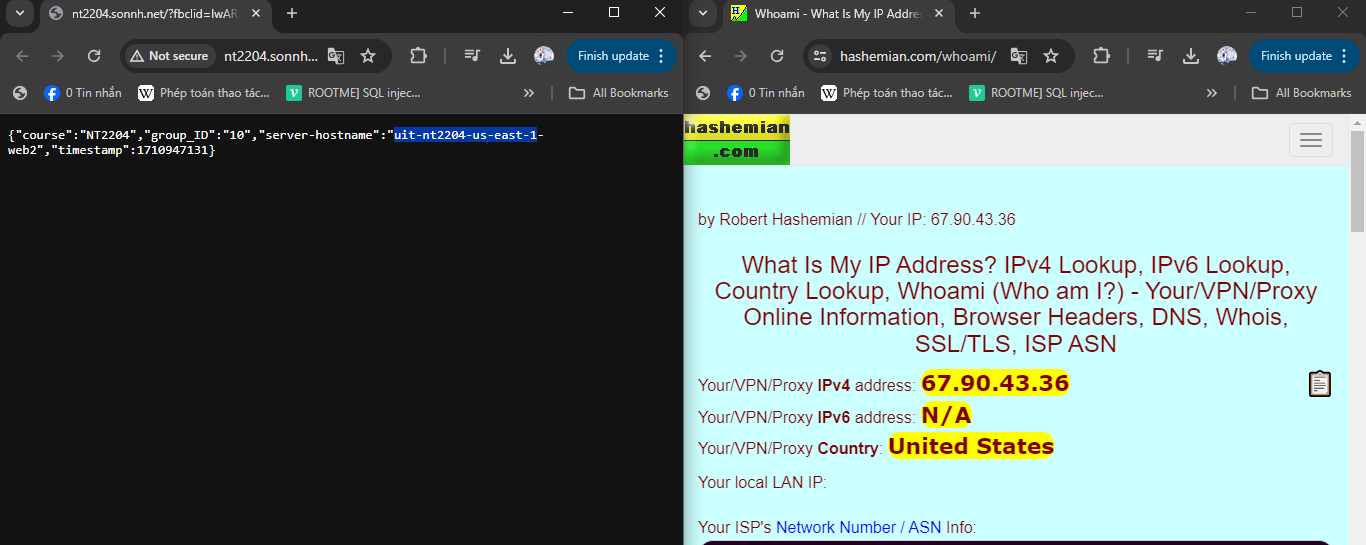 nt2204.sonnh.net/?fbclid=IwAR
Not secure
nt2204.sonnh...
Finish update
0 Tin nhắn
Phép toán thao tác...
ROOTME] SQL injec...
All Bookmarks
{"course":"NT2204","group_ID":"10","server-hostname":"uit-nt2204-us-east-1-
web2","timestamp":1710947131}
Whoami - What Is My IP Addre
hashemian.com/whoami/
Finish update
0 Tin nhắn
Phép toán thao tác...
ROOTME] SQL injec...
All Bookmarks
hashemian
.com
by Robert Hashemian // Your IP: 67.90.43.36
What Is My IP Address? IPv4 Lookup, IPv6 Lookup,
Country Lookup, Whoami (Who am I?) - Your/VPN/Proxy
Online Information, Browser Headers, DNS, Whois,
SSL/TLS, ISP ASN
Your/VPN/Proxy IPv4 address: 67.90.43.36
Your/VPN/Proxy IPv6 address: N/A
Your/VPN/Proxy Country: United States
Your local LAN IP:
Your ISP's Network Number / ASN Info: